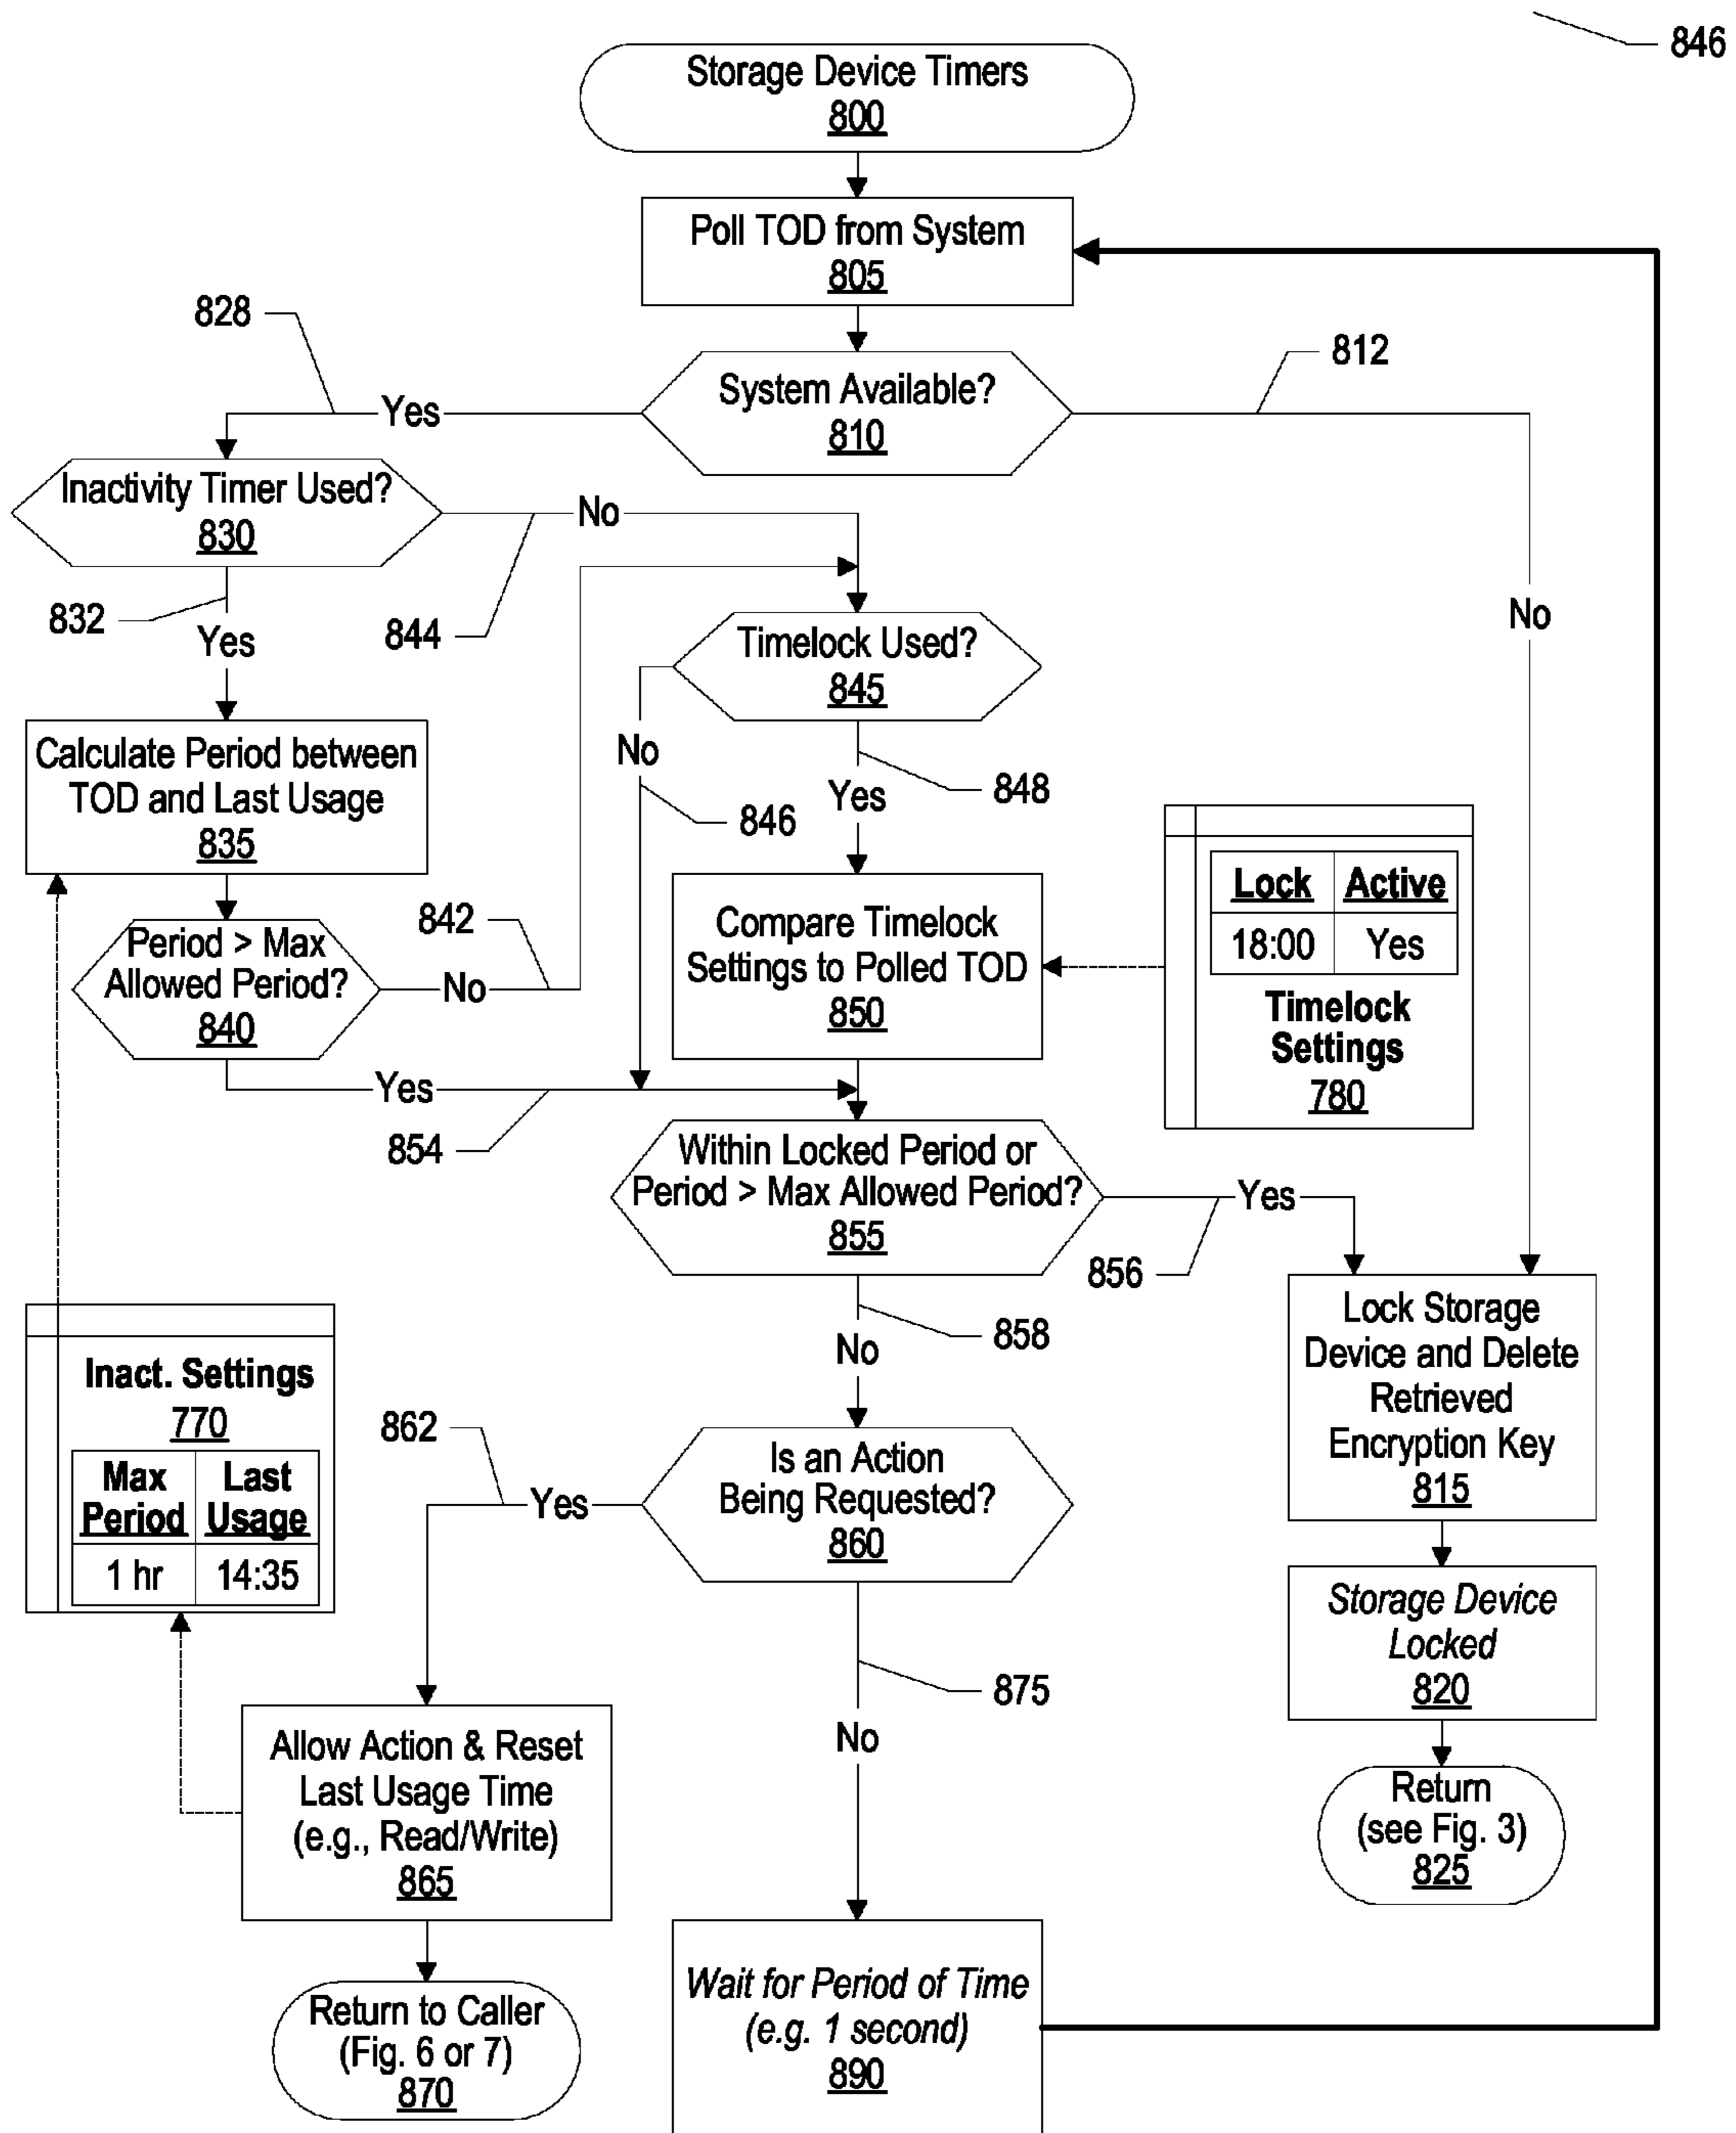 846
Storage Device Timers
800
Poll TOD from System
805
828
812
System Available?
810
Yes
No
Inactivity Timer Used?
830
No
832
Yes
844
Timelock Used?
845
No
846
Yes
848
Calculate Period between
TOD and Last Usage
835
Compare Timelock
Settings to Polled TOD
850
Lock Active
18:00 Yes
Timelock
Settings
780
Period > Max
Allowed Period?
840
842
No
Yes
854
Within Locked Period or
Period > Max Allowed Period?
855
Yes
856
858
No
Inact. Settings
770
Max
Period
Last
Usage
1 hr 14:35
Lock Storage
Device and Delete
Retrieved
Encryption Key
815
862
Yes
Is an Action
Being Requested?
860
Storage Device
Locked
820
875
No
Allow Action & Reset
Last Usage Time
(e.g., Read/Write)
865
Return
(see Fig. 3)
825
Return to Caller
(Fig. 6 or 7)
870
Wait for Period of Time
(e.g. 1 second)
890